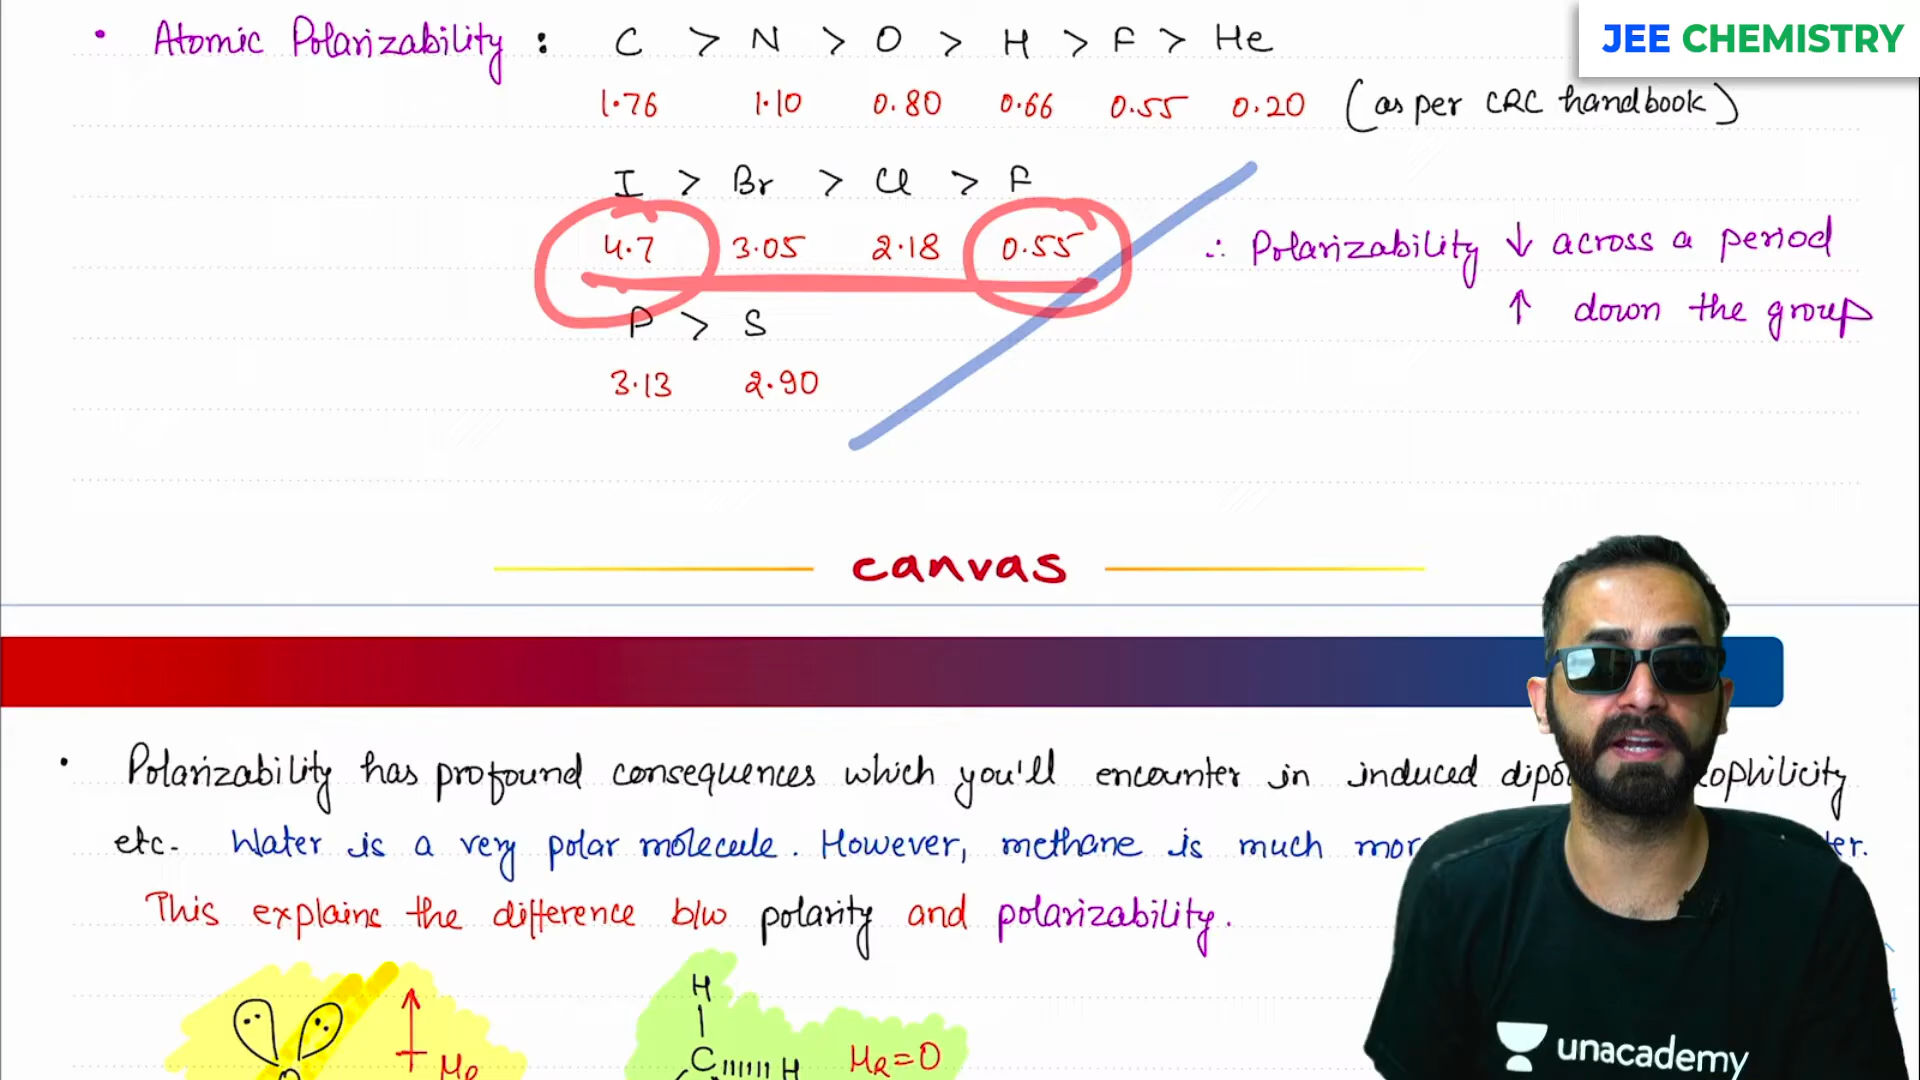 JEE CHEMISTRY
• Atomic Polarizability : C > N > O > H > F > He
1.76 1.10 0.80 0.66 0.55 0.20 (as per CRC handbook)
I > Br > Cl > F
4.7 3.05 2.18 0.55
∴ Polarizability ↓ across a period
↑ down the group
P > S
3.13 2.90
canvas
• Polarizability has profound consequences which you'll encounter in induced
etc. Water is a very polar molecule. However, methane is much
This explains the difference b/w polarity and polarizability.
H
C H μR=0
μR
unacademy